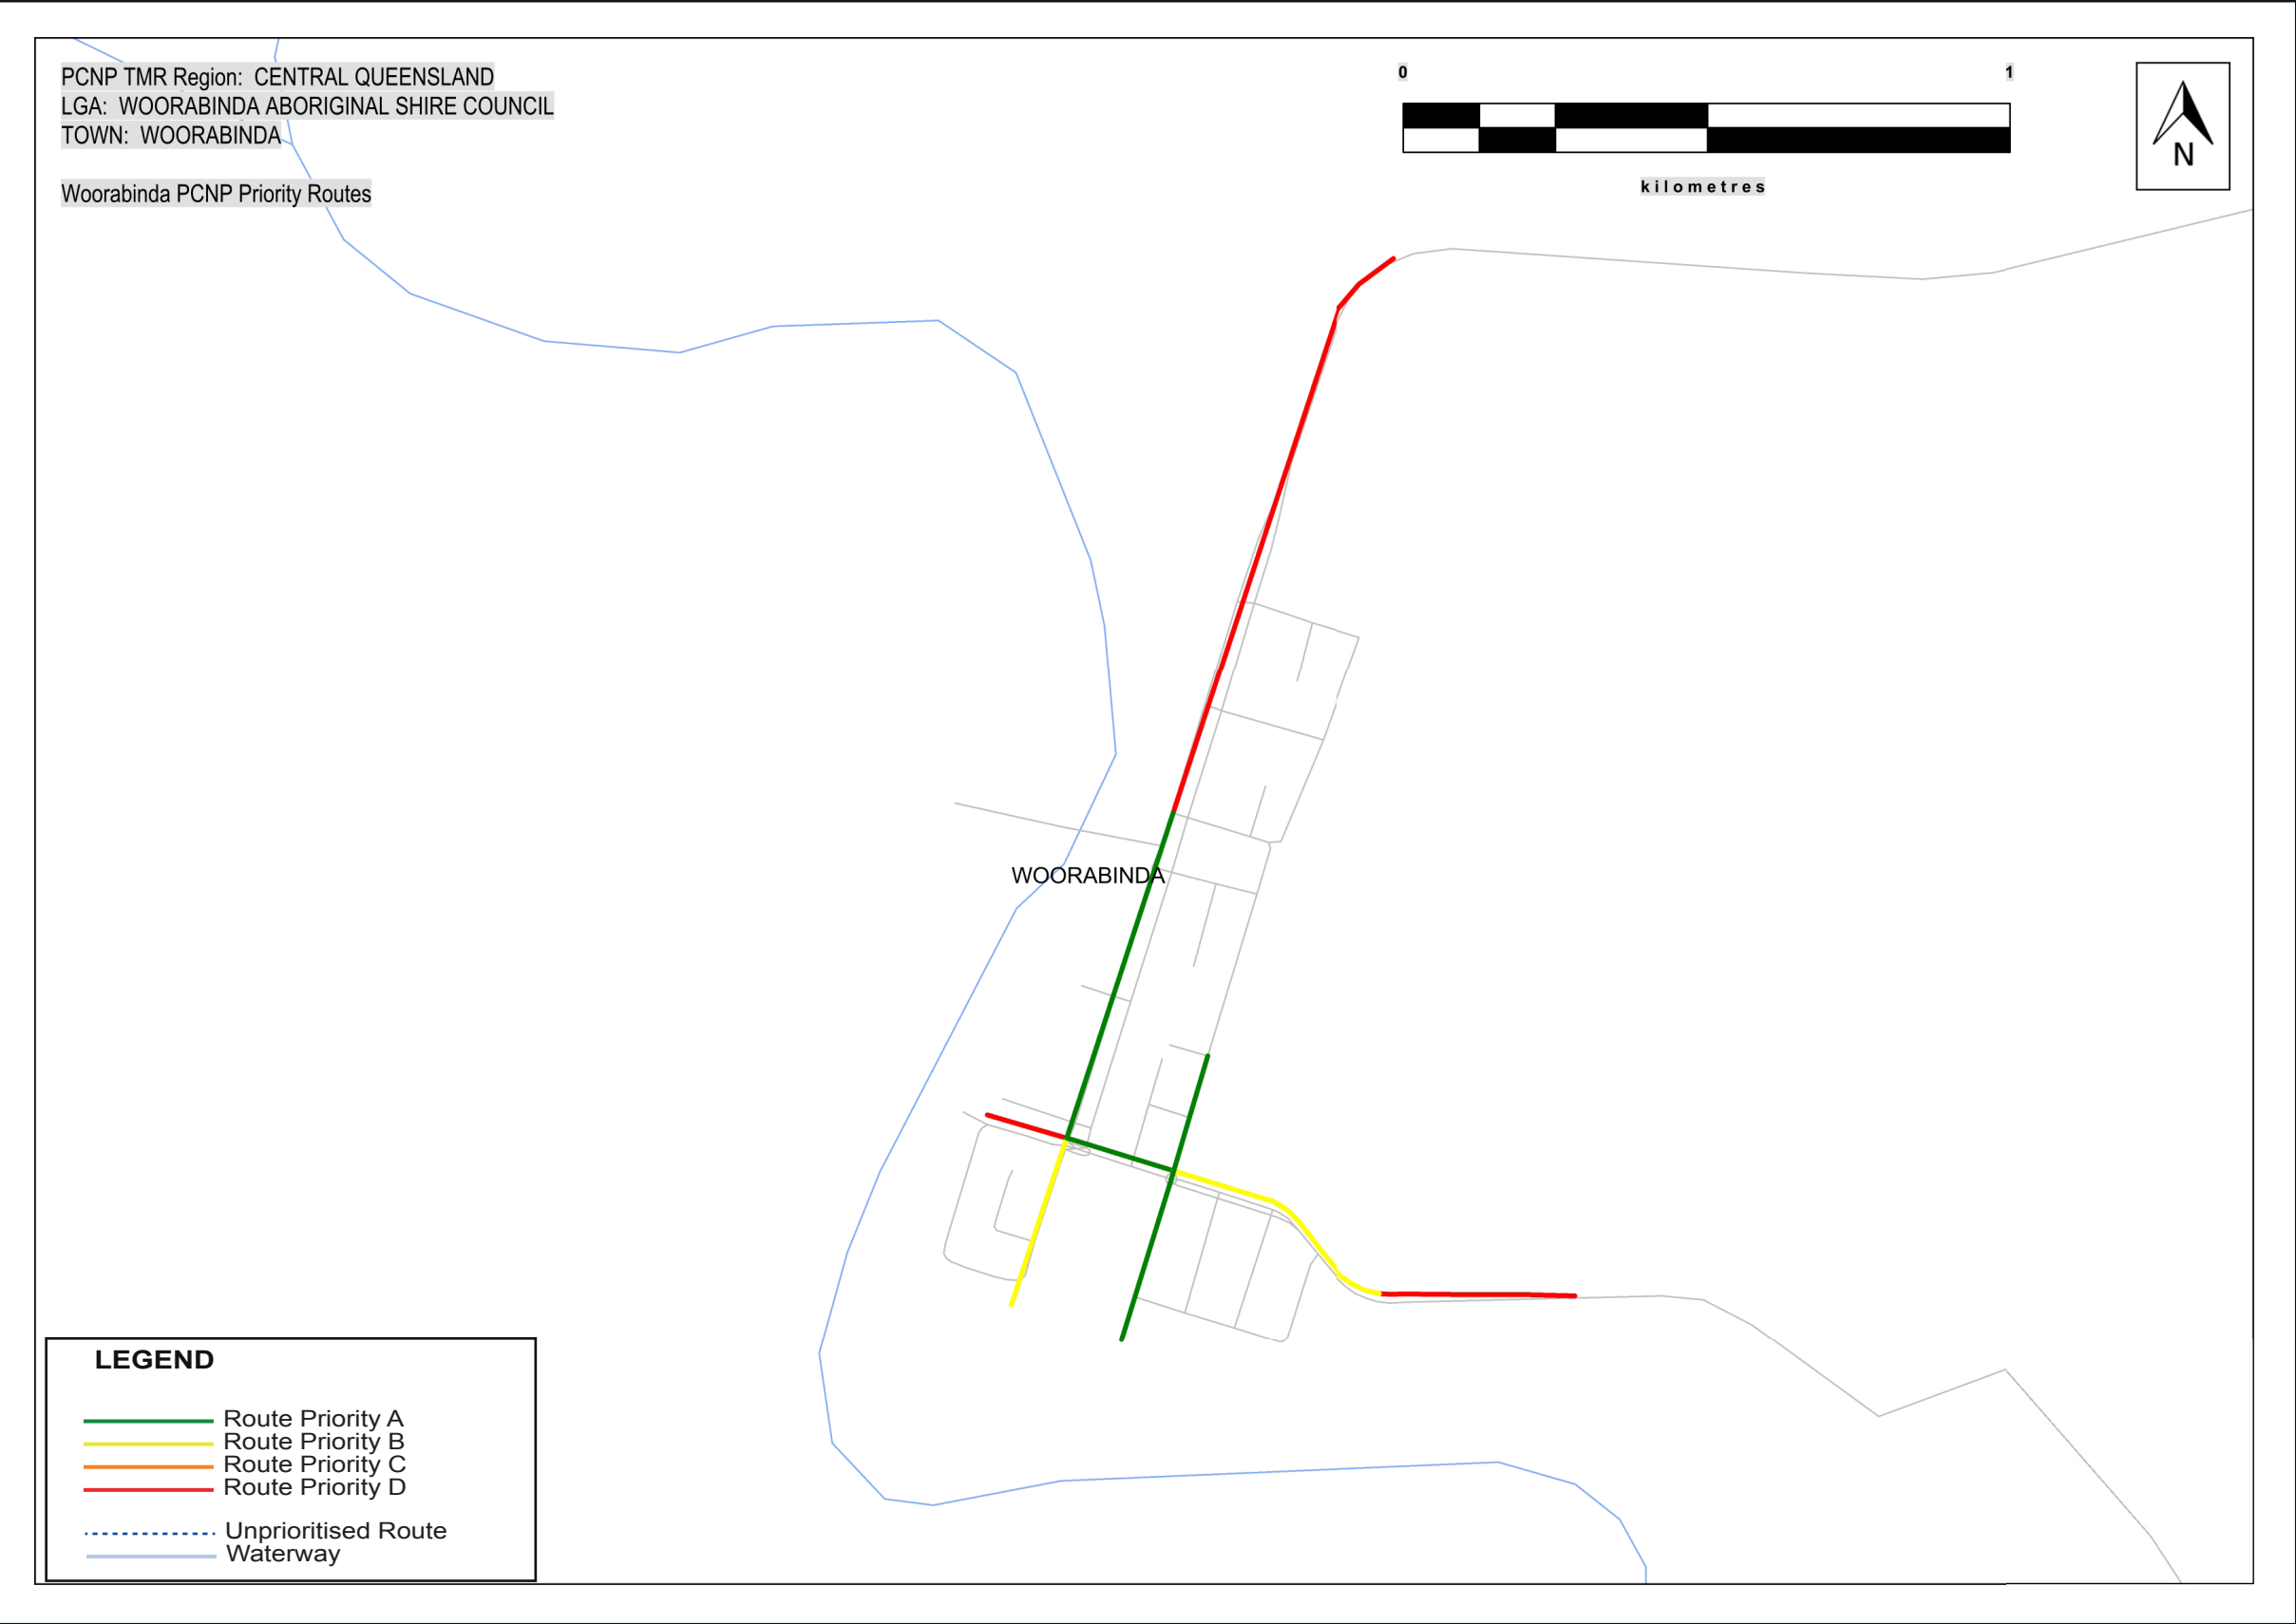 PCNP TMR Region: CENTRAL QUEENSLAND
LGA: WOORABINDA ABORIGINAL SHIRE COUNCIL
TOWN: WOORABINDA
Woorabinda PCNP Priority Routes
0 1
kilometres
N
WOORABINDA
LEGEND
Route Priority A
Route Priority B
Route Priority C
Route Priority D
Unprioritised Route
Waterway